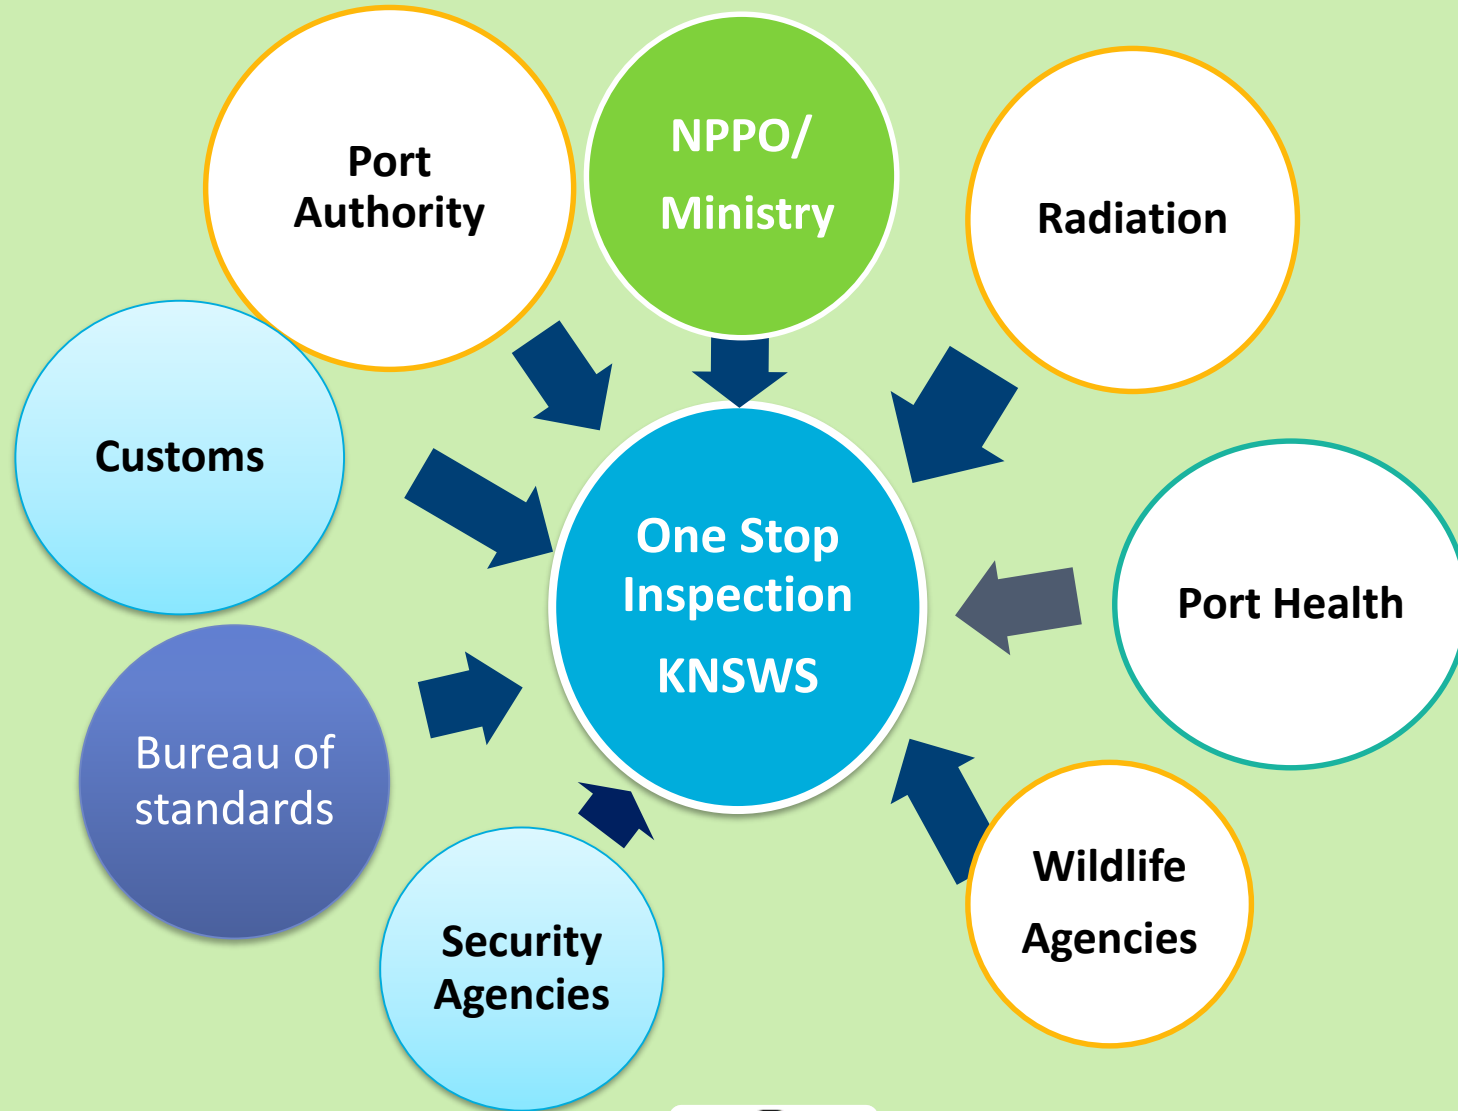 Port
Authority
NPPO/
Ministry
Radiation
Customs
One Stop
Inspection
KNSWS
Port Health
Bureau of
standards
Wildlife
Agencies
Security
Agencies